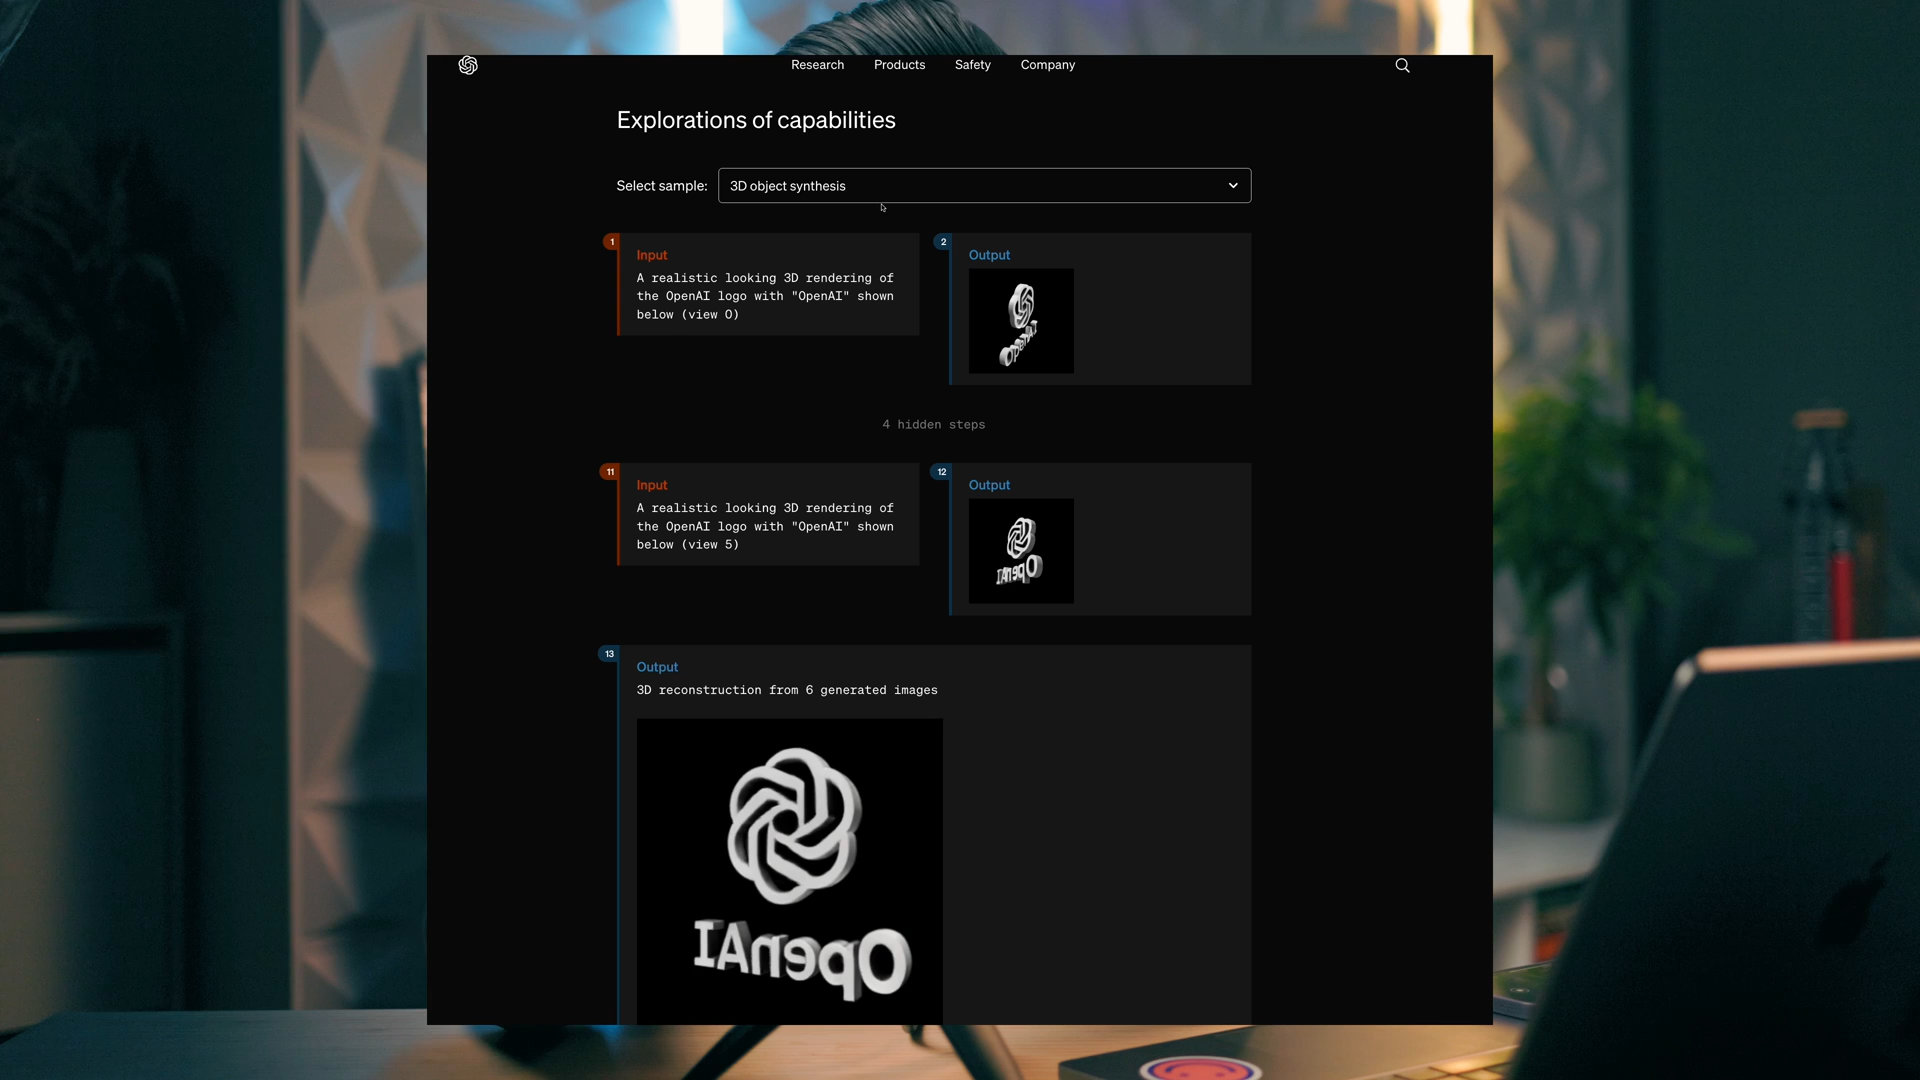 Research Products Safety Company
Explorations of capabilities
Select sample: 3D object synthesis
1
Input
A realistic looking 3D rendering of
the OpenAI logo with "OpenAI" shown
below (view 0)
2
Output
OpenAI
4 hidden steps
11
Input
A realistic looking 3D rendering of
the OpenAI logo with "OpenAI" shown
below (view 5)
12
Output
OpenAI
13
Output
3D reconstruction from 6 generated images
OpenAI